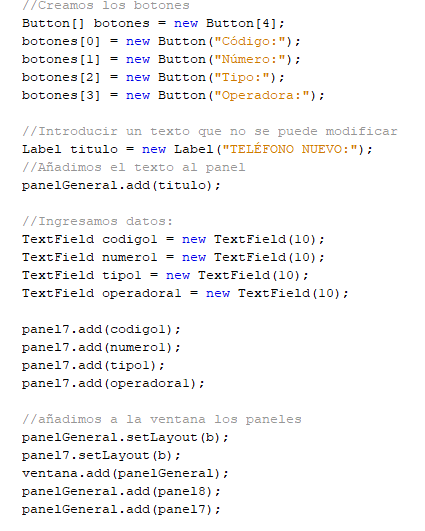 //Creamos los botones
Button[] botones = new Button[4];
botones[0] = new Button("Código:");
botones[1] = new Button("Número:");
botones[2] = new Button("Tipo:");
botones[3] = new Button("Operadora:");
//Introducir un texto que no se puede modificar
Label titulo = new Label("TELÉFONO NUEVO:");
//Añadimos el texto al panel
panelGeneral.add(titulo);
//Ingresamos datos:
TextField codigo1 = new TextField(10);
TextField numero1 = new TextField(10);
TextField tipo1 = new TextField(10);
TextField operadora1 = new TextField(10);
panel7.add(codigo1);
panel7.add(numero1);
panel7.add(tipo1);
panel7.add(operadora1);
//añadimos a la ventana los paneles
panelGeneral.setLayout(b);
panel7.setLayout(b);
ventana.add(panelGeneral);
panelGeneral.add(panel8);
panelGeneral.add(panel7);